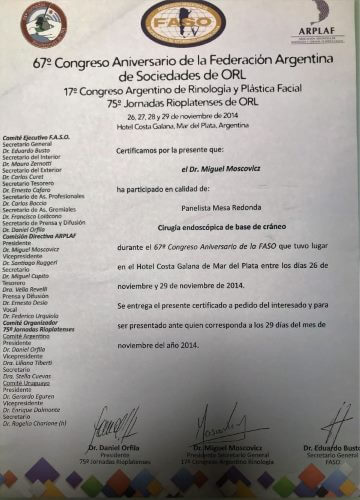 FASO
ARPLAF
67º Congreso Aniversario de la Federación Argentina
de Sociedades de ORL
17º Congreso Argentino de Rinología y Plástica Facial
75º Jornadas Rioplatenses de ORL
26, 27, 28 y 29 de noviembre de 2014
Hotel Costa Galana, Mar del Plata, Argentina
Comité Ejecutivo F.A.S.O.
Secretario General
Dr. Eduardo Busto
Secretario del Interior
Dr. Mauro Zernotti
Secretario del Exterior
Dr. Carlos Curet
Secretario Tesorero
Dr. Ernesto Cafaro
Secretario de As. Profesionales
Dr. Carlos Boccio
Secretario de As. Gremiales
Dr. Francisco Loiácono
Secretario de Prensa y Difusión
Dr. Daniel Orfila
Comisión Directiva ARPLAF
Presidente
Dr. Miguel Moscovicz
Vicepresidente
Dr. Santiago Ruggeri
Secretario
Dr. Miguel Capito
Tesorero
Dra. Velia Revelli
Prensa y Difusión
Dr. Ernesto Desio
Vocal
Dr. Federico Urquiola
Comité Organizador
75º Jornadas Rioplatenses
Comité Argentino
Presidente
Dr. Daniel Orfila
Vicepresidente
Dra. Liliana Tiberti
Secretario
Dra. Stella Cuevas
Comité Uruguayo
Presidente
Dr. Gerardo Eguren
Vicepresidente
Dr. Enrique Dalmonte
Secretario
Dr. Rogelio Charlone (h)
Certificamos por la presente que:
el Dr. Miguel Moscovicz
ha participado en calidad de:
Panelista Mesa Redonda
Cirugía endoscópica de base de cráneo
durante el 67º Congreso Aniversario de la FASO que tuvo lugar
en el Hotel Costa Galana de Mar del Plata entre los días 26 de
noviembre y 29 de noviembre de 2014.
Se entrega el presente certificado a pedido del interesado y para
ser presentado ante quien corresponda a los 29 días del mes de
noviembre del año 2014.
Dr. Daniel Orfila
Presidente
75º Jornadas Rioplatenses
Dr. Miguel Moscovicz
Presidente Secretario General
17º Congreso Argentino Rinología
Dr. Eduardo Busto
Secretario General
FASO.